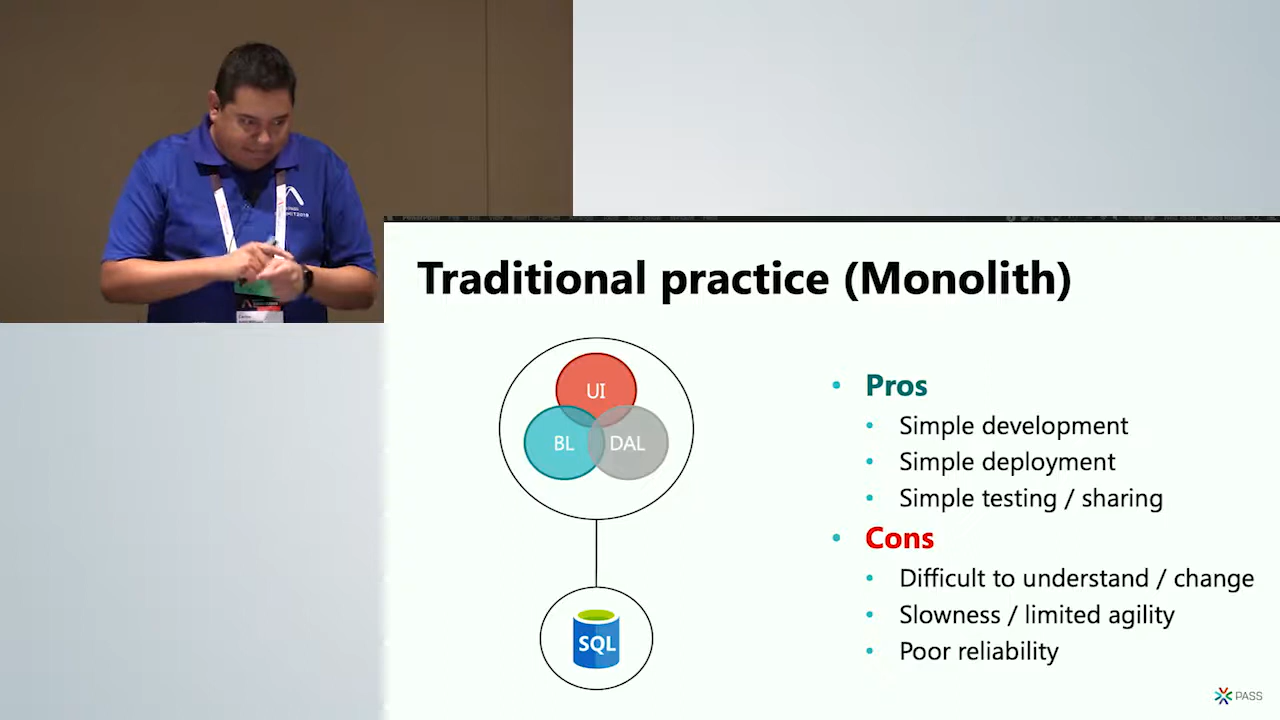 Traditional practice (Monolith)
UI
BL
DAL
SQL
• Pros
• Simple development
• Simple deployment
• Simple testing / sharing
• Cons
• Difficult to understand / change
• Slowness / limited agility
• Poor reliability
PASS